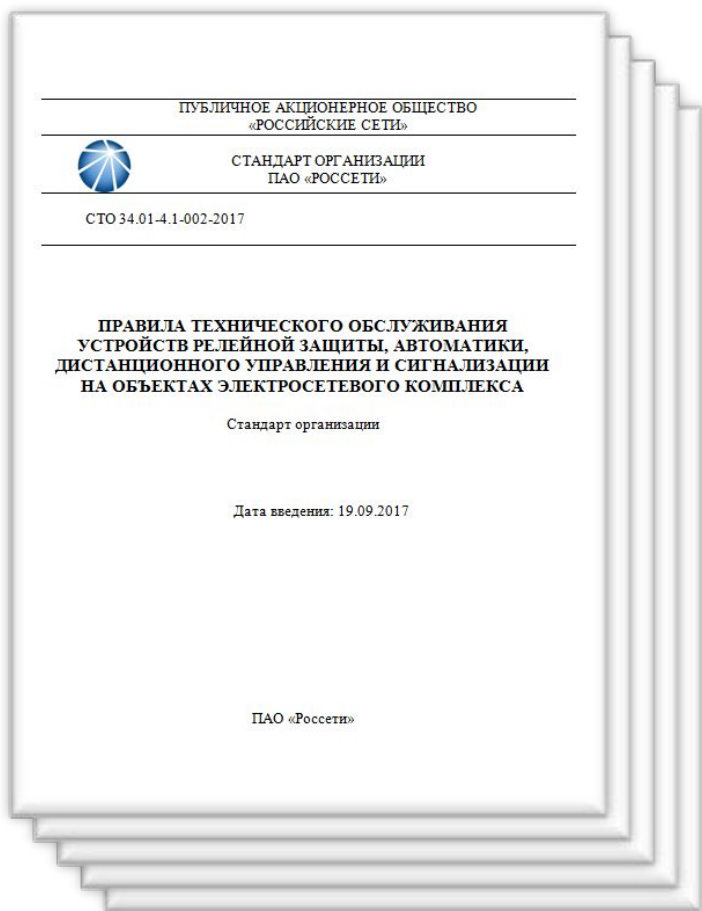 ПУБЛИЧНОЕ АКЦИОНЕРНОЕ ОБЩЕСТВО
«РОССИЙСКИЕ СЕТИ»
СТАНДАРТ ОРГАНИЗАЦИИ
ПАО «РОССЕТИ»
СТО 34.01-4.1-002-2017
ПРАВИЛА ТЕХНИЧЕСКОГО ОБСЛУЖИВАНИЯ
УСТРОЙСТВ РЕЛЕЙНОЙ ЗАЩИТЫ, АВТОМАТИКИ,
ДИСТАНЦИОННОГО УПРАВЛЕНИЯ И СИГНАЛИЗАЦИИ
НА ОБЪЕКТАХ ЭЛЕКТРОСЕТЕВОГО КОМПЛЕКСА
Стандарт организации
Дата введения: 19.09.2017
ПАО «Россети»